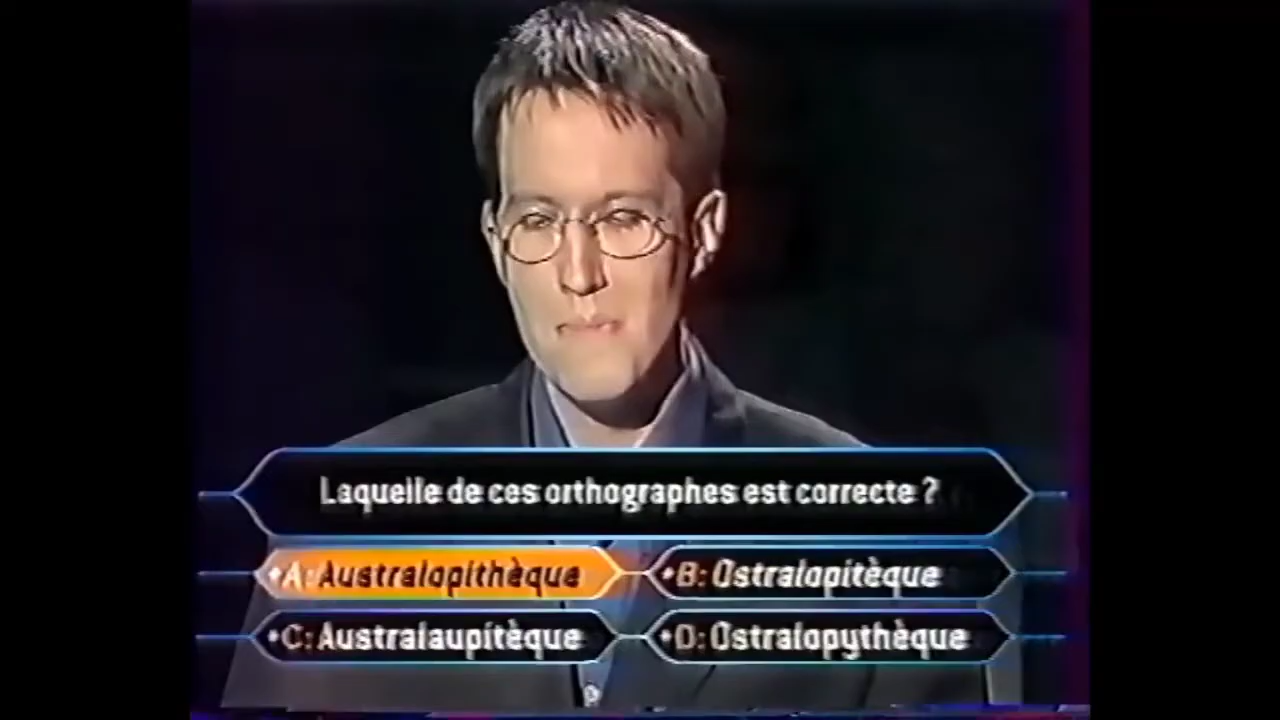 Laquelle de ces orthographes est correcte ?
A: Australopithèque
B: Ostralopitèque
C: Australaupitèque
D: Ostralopythèque